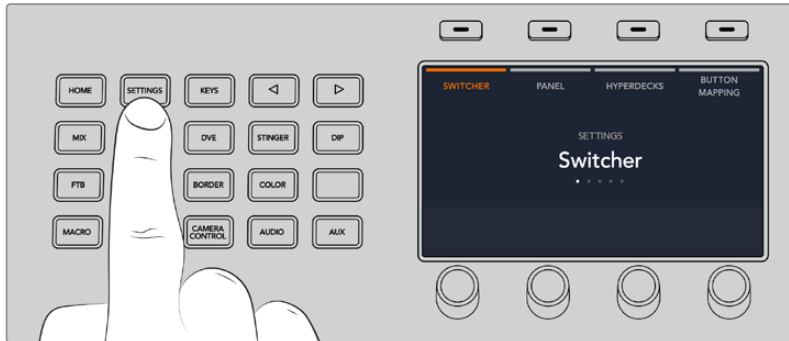 HOME
SETTINGS
KEYS
MIX
DVE
STINGER
DIP
FTB
BORDER
COLOR
MACRO
CAMERA
CONTROL
AUDIO
AUX
SWITCHER
PANEL
HYPERDECKS
BUTTON
MAPPING
SETTINGS
Switcher